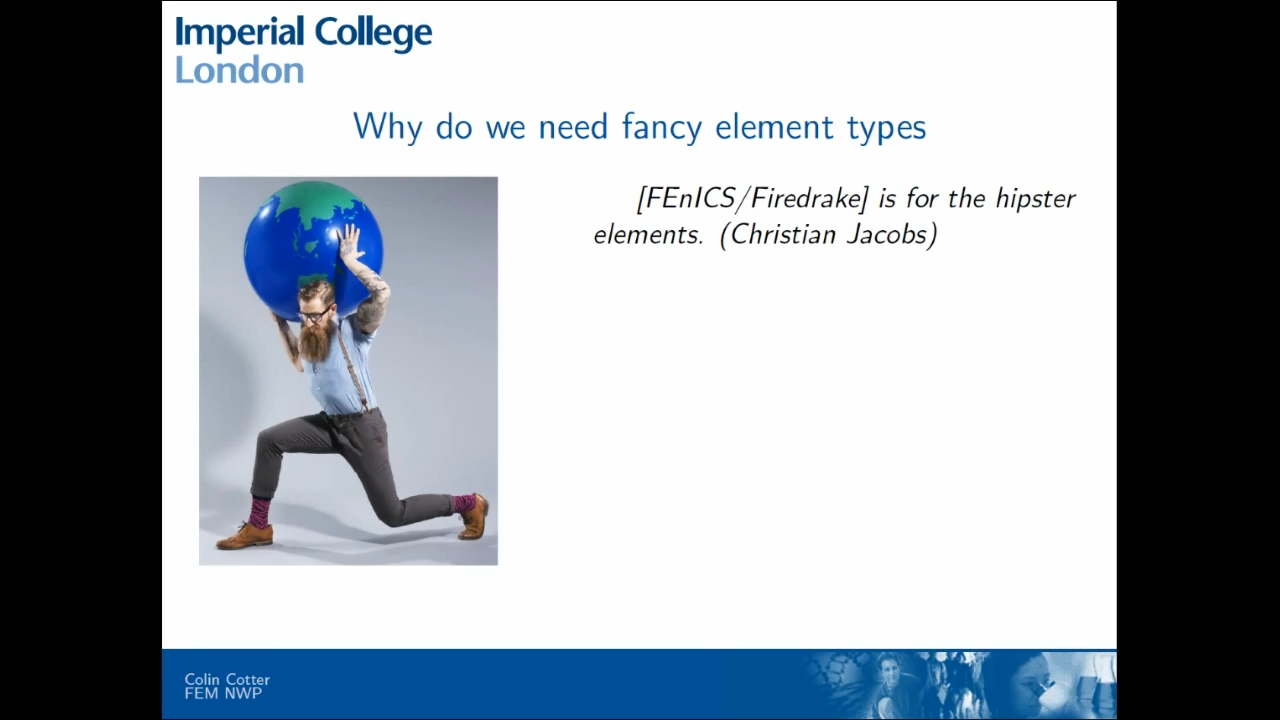 Imperial College
London
Why do we need fancy element types
[FEnICS/Firedrake] is for the hipster
elements. (Christian Jacobs)
Colin Cotter
FEM NWP